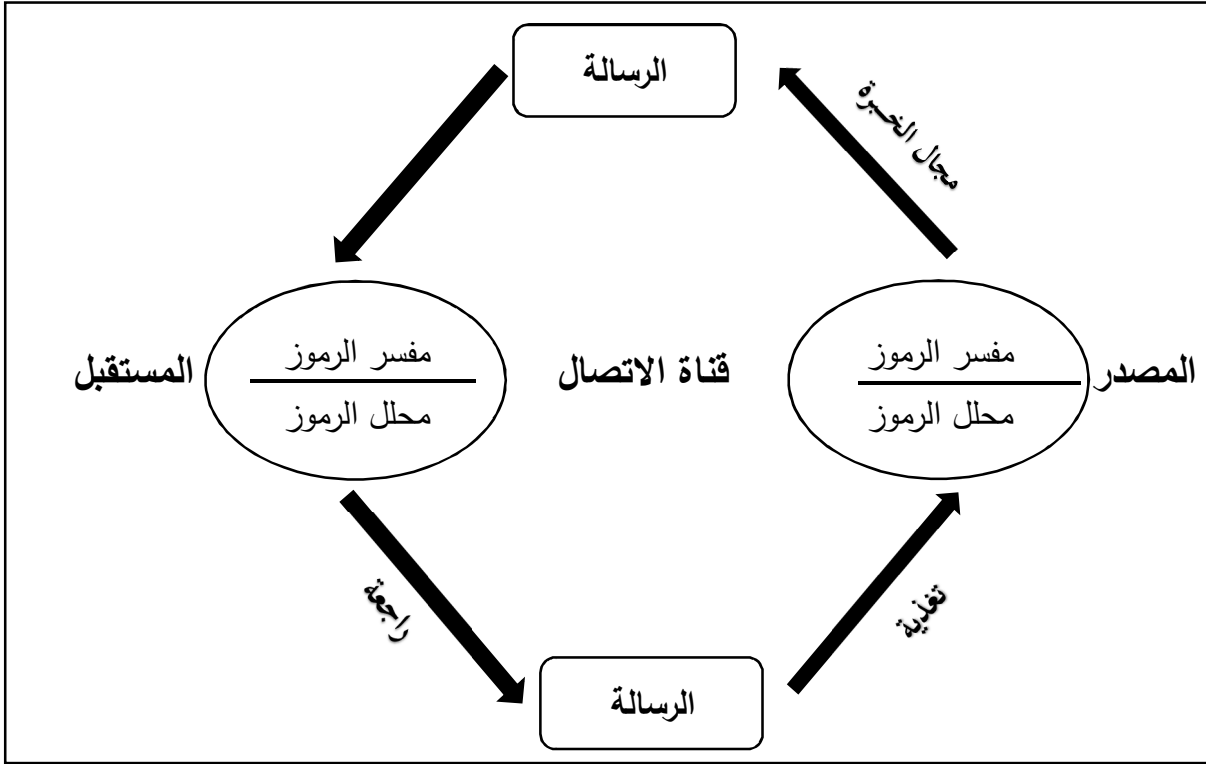 الرسالة
مجال الخبرة
المصدر
مفسر الرموز
محلل الرموز
قناة الاتصال
مفسر الرموز
محلل الرموز
المستقبل
تغذية
راجعة
الرسالة